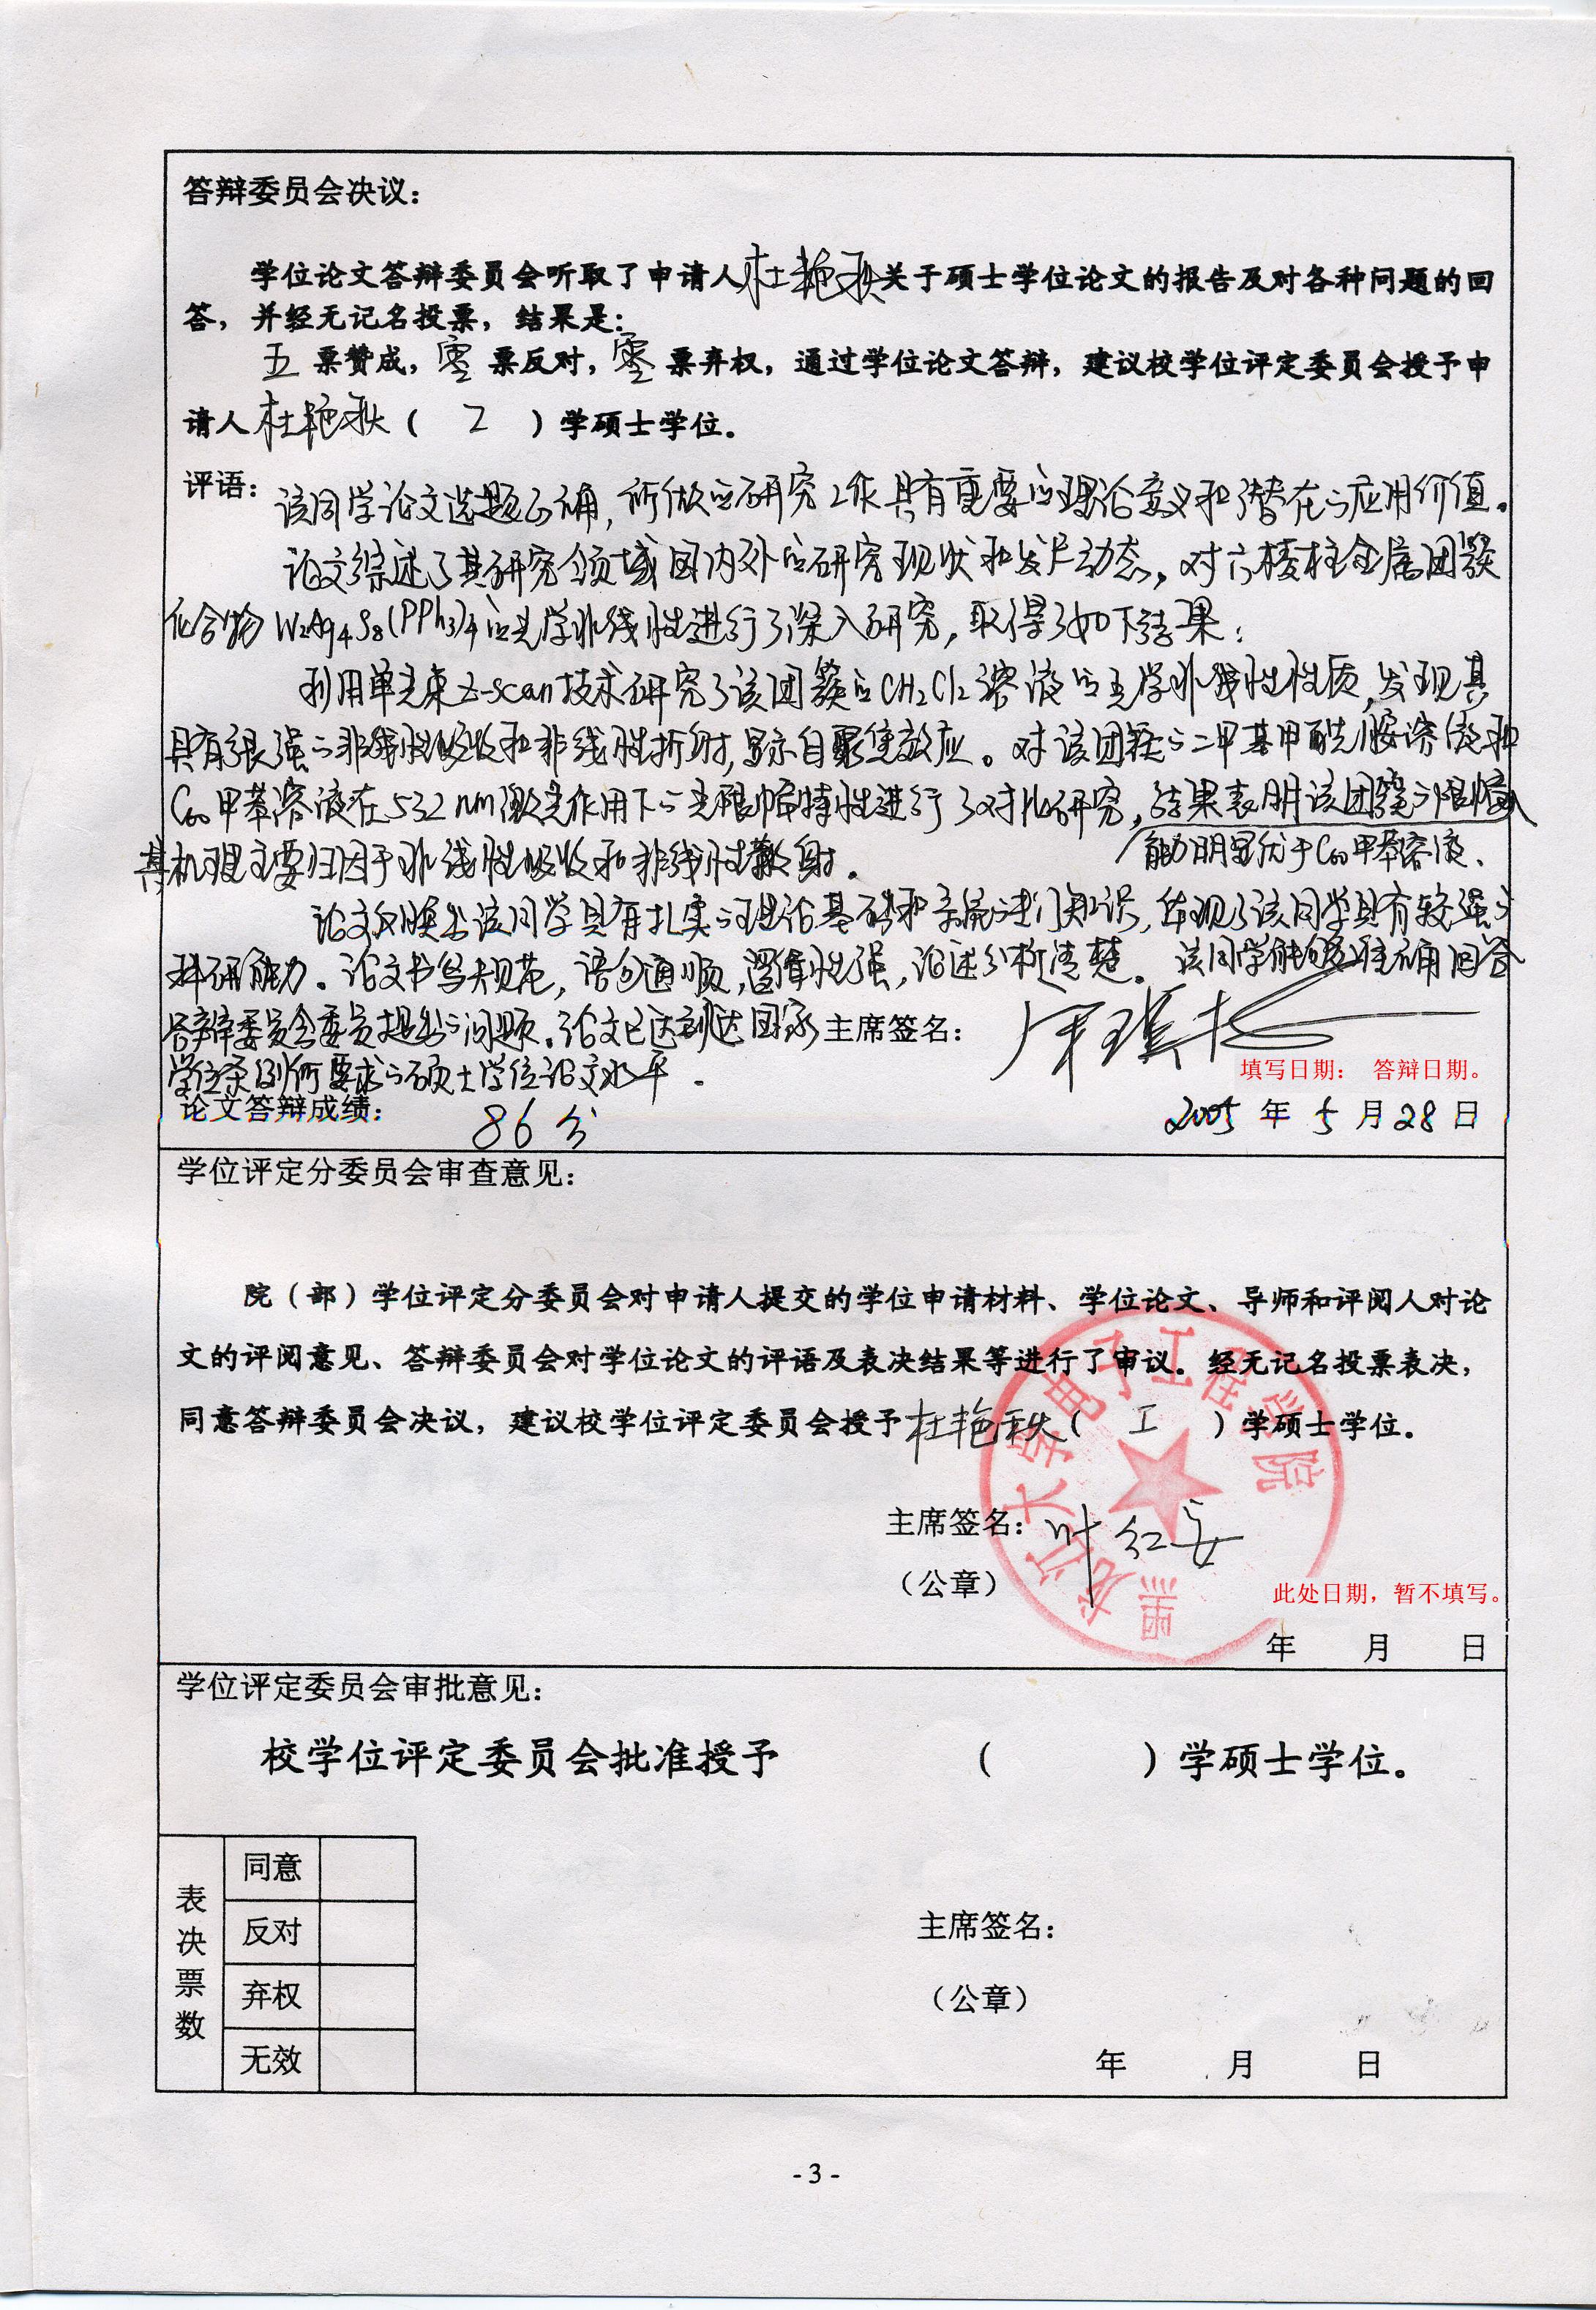 答辩委员会决议：
学位论文答辩委员会听取了申请人杜艳秋关于硕士学位论文的报告及对各种问题的回
答，并经无记名投票，结果是：
五 票赞成，零 票反对，零 票弃权，通过学位论文答辩，建议校学位评定委员会授予申
请人杜艳秋（ 工 ）学硕士学位。
评语：该同学论文选题正确，所做的研究工作具有重要的理论意义和潜在的应用价值。
论文综述了其研究领域国内外的研究现状和发展动态，对六棱柱金属团簇
化合物 W2Ag4S8(PPh3)4的光学非线性进行了深入研究，取得了如下结果：
利用单光束Z-scan技术研究了该团簇的CH2Cl2溶液的光学非线性性质，发现其
具有很强的非线性吸收和非线性折射，显示自聚焦效应。对该团簇的二甲基甲酰胺溶液和
C60甲苯溶液在532nm激光作用下的光限幅特性进行了对比研究，结果表明该团簇的限幅
能力明显优于C60甲苯溶液、
其机理主要归因于非线性吸收和非线性散射。
论文反映出该同学具有扎实的理论基础和系统的专门知识，体现了该同学具有较强的
科研能力。论文书写规范，语句通顺，逻辑性强，论述分析清楚。该同学能够准确回答
答辩委员会委员提出的问题。论文已达到 国家 主席签名：
填写日期： 答辩日期。
学位条例 要求的硕士学位论文水平。
论文答辩成绩： 86分 2005 年 5 月 28 日
学位评定分委员会审查意见：
院（部）学位评定分委员会对申请人提交的学位申请材料、学位论文、导师和评阅人对论
文的评阅意见、答辩委员会对学位论文的评语及表决结果等进行了审议。经无记名投票表决，
同意答辩委员会决议，建议校学位评定委员会授予杜艳秋（ 工 ）学硕士学位。
黑龙江大学电子工程学院
主席签名：叶红安
（公章）
此处日期，暂不填写。
年 月 日
学位评定委员会审批意见：
校学位评定委员会批准授予 （ ）学硕士学位。
表决票数
同意
反对
弃权
无效
主席签名：
（公章）
年 月 日
- 3 -